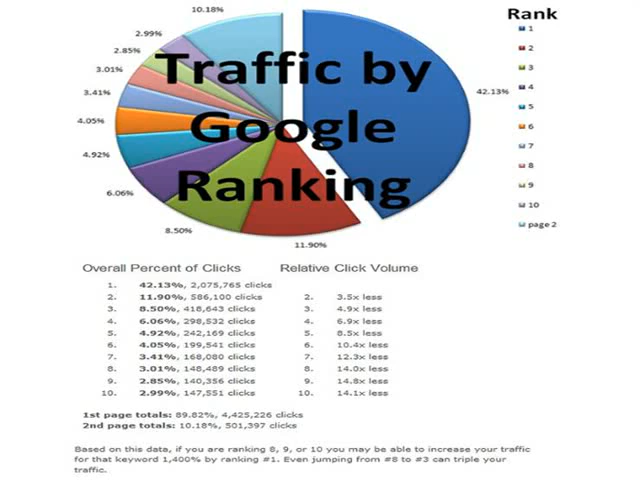 Rank
1
2
3
4
5
6
7
8
9
10
page 2
Traffic by
Google
Ranking
10.18%
2.99%
2.85%
3.01%
3.41%
4.05%
4.92%
6.06%
8.50%
11.90%
42.13%
Overall Percent of Clicks Relative Click Volume
1. 42.13%, 2,075,765 clicks
2. 11.90%, 586,100 clicks 2. 3.5x less
3. 8.50%, 418,643 clicks 3. 4.9x less
4. 6.06%, 298,532 clicks 4. 6.9x less
5. 4.92%, 242,169 clicks 5. 8.5x less
6. 4.05%, 199,541 clicks 6. 10.4x less
7. 3.41%, 168,080 clicks 7. 12.3x less
8. 3.01%, 148,489 clicks 8. 14.0x less
9. 2.85%, 140,356 clicks 9. 14.8x less
10. 2.99%, 147,551 clicks 10. 14.1x less
1st page totals: 89.82%, 4,425,226 clicks
2nd page totals: 10.18%, 501,397 clicks
Based on this data, if you are ranking 8, 9, or 10 you may be able to increase your traffic
for that keyword 1,400% by ranking #1. Even jumping from #8 to #3 can triple your
traffic.